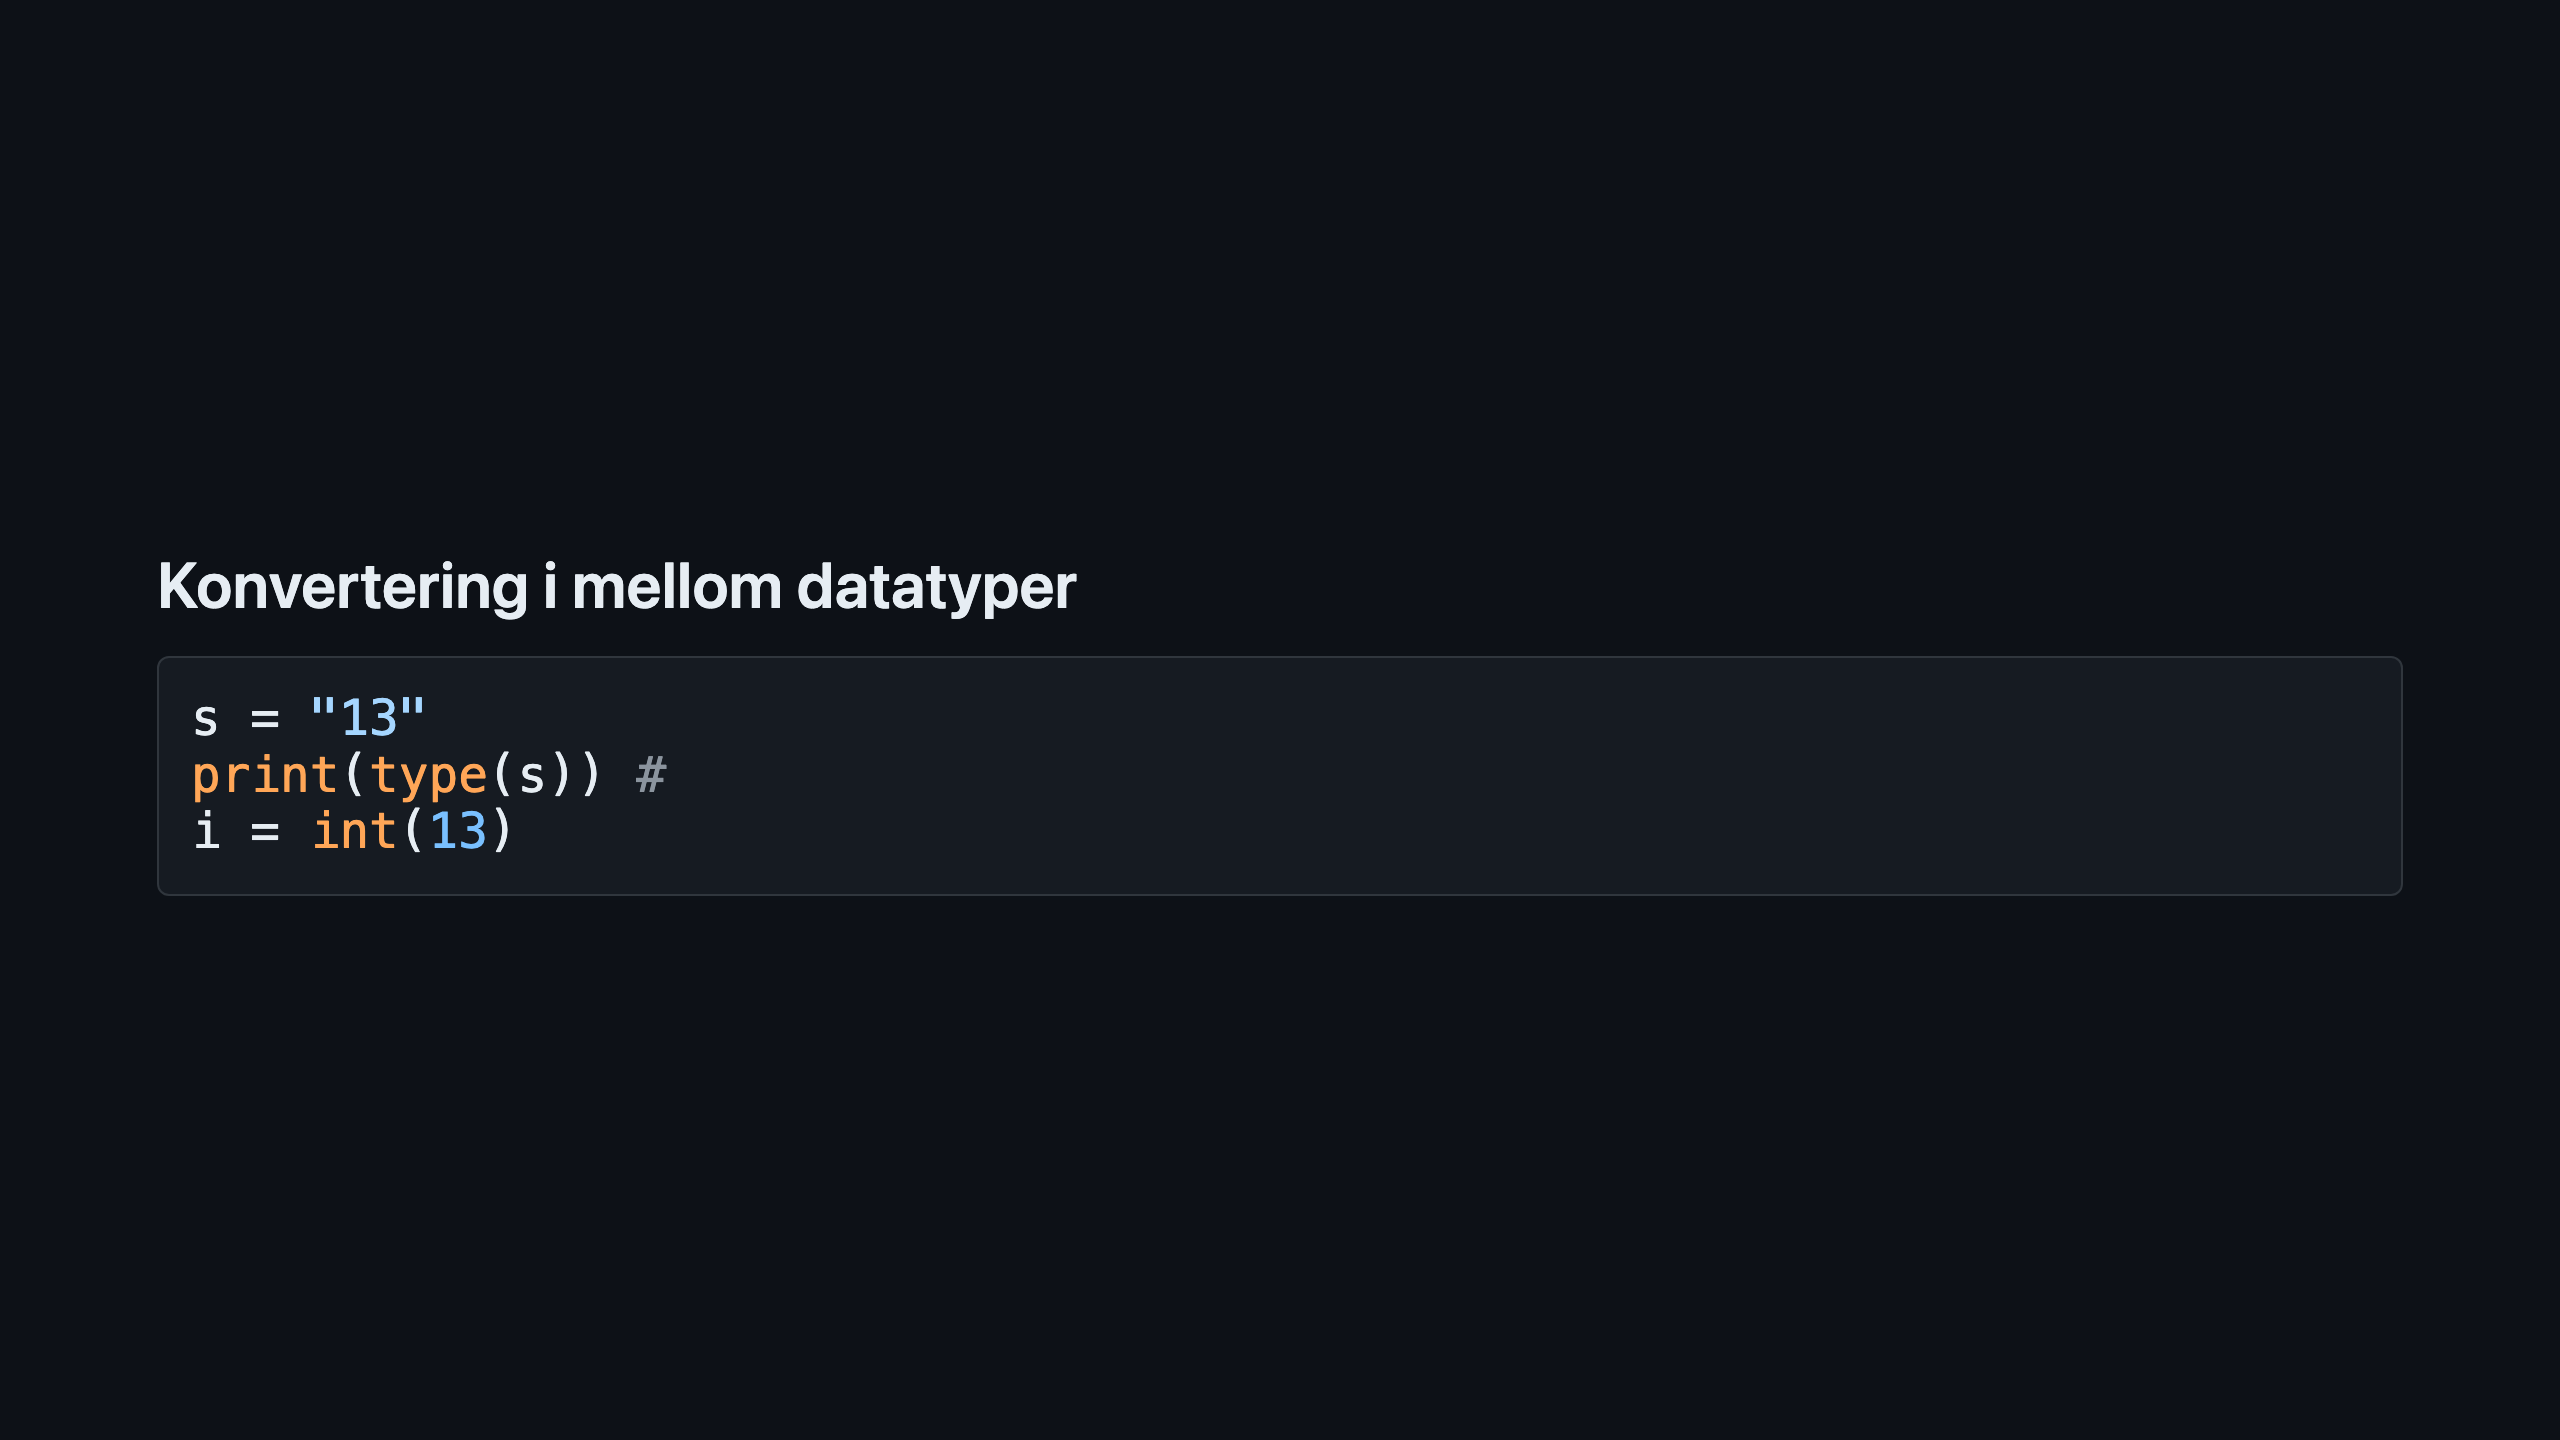 Konvertering i mellom datatyper
s = "13"
print(type(s)) #
i = int(13)